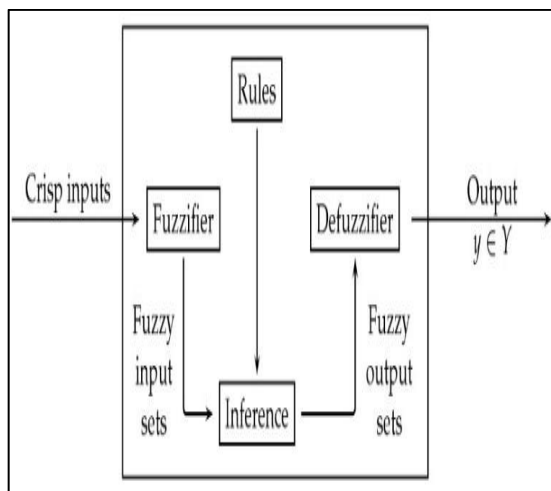 Rules
Crisp inputs
Fuzzifier
Defuzzifier
Output
y ∈ Y
Fuzzy
input
sets
Fuzzy
output
sets
Inference